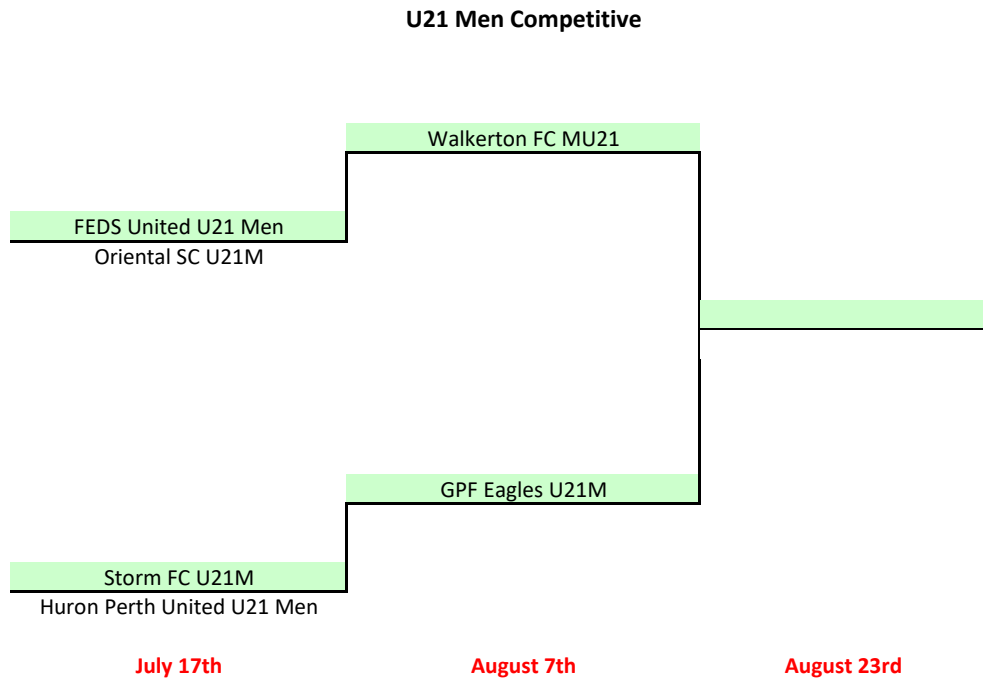 U21 Men Competitive
Walkerton FC MU21
FEDS United U21 Men
Oriental SC U21M
GPF Eagles U21M
Storm FC U21M
Huron Perth United U21 Men
July 17th
August 7th
August 23rd